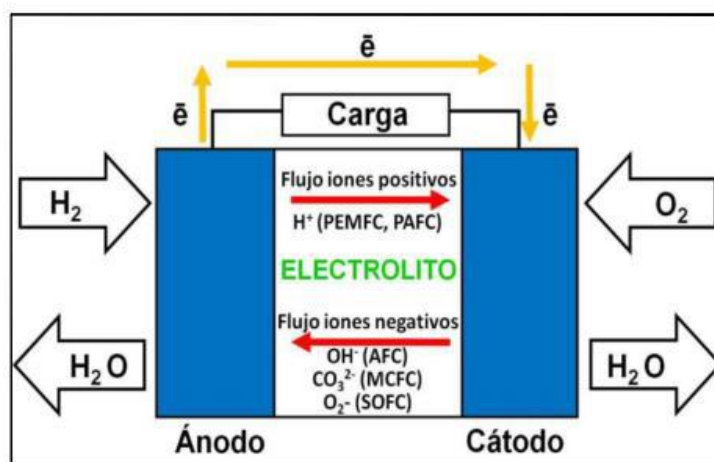 ē
ē
Carga
ē
Flujo iones positivos
H⁺ (PEMFC, PAFC)
H₂
O₂
ELECTROLITO
Flujo iones negativos
OH⁻ (AFC)
CO₃²⁻ (MCFC)
O₂- (SOFC)
H₂O
H₂O
Ánodo
Cátodo